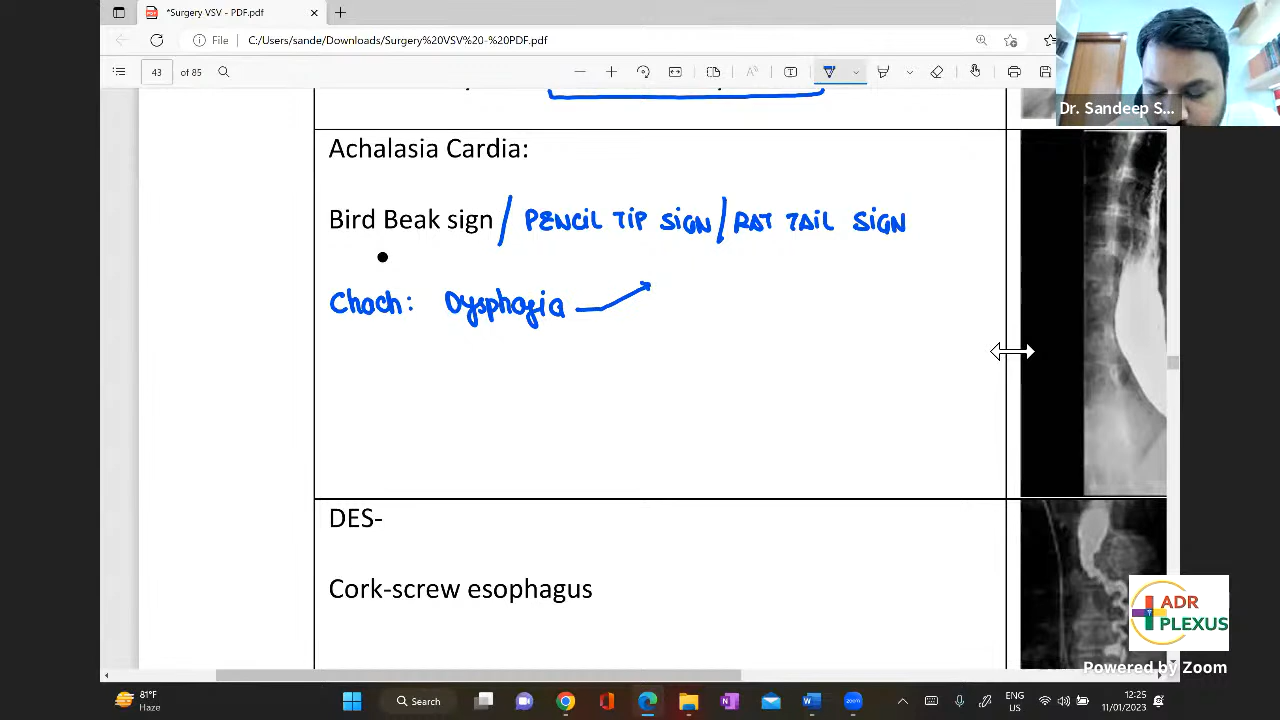 *Surgery VSV - PDF.pdf
File
C:/Users/sande/Downloads/Surgery%20VSV%20-%20PDF.pdf
43 of 85
Dr. Sandeep S...
Achalasia Cardia:
Bird Beak sign / PENCIL TIP SIGN / RAT TAIL SIGN
Choch: Dysphagia
DES-
Cork-screw esophagus
ADR
PLEXUS
Powered by Zoom
81°F
Haze
Search
ENG
US
12:25
11/01/2023